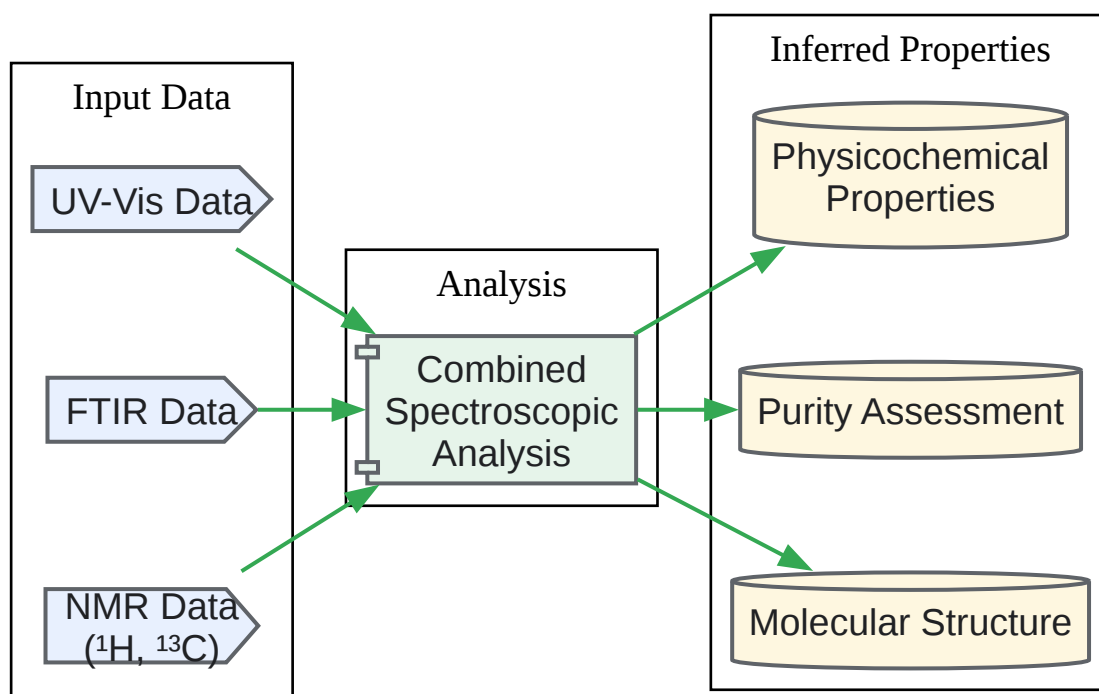 Input Data
UV-Vis Data
FTIR Data
NMR Data
(¹H, ¹³C)
Analysis
Combined
Spectroscopic
Analysis
Inferred Properties
Physicochemical
Properties
Purity Assessment
Molecular Structure